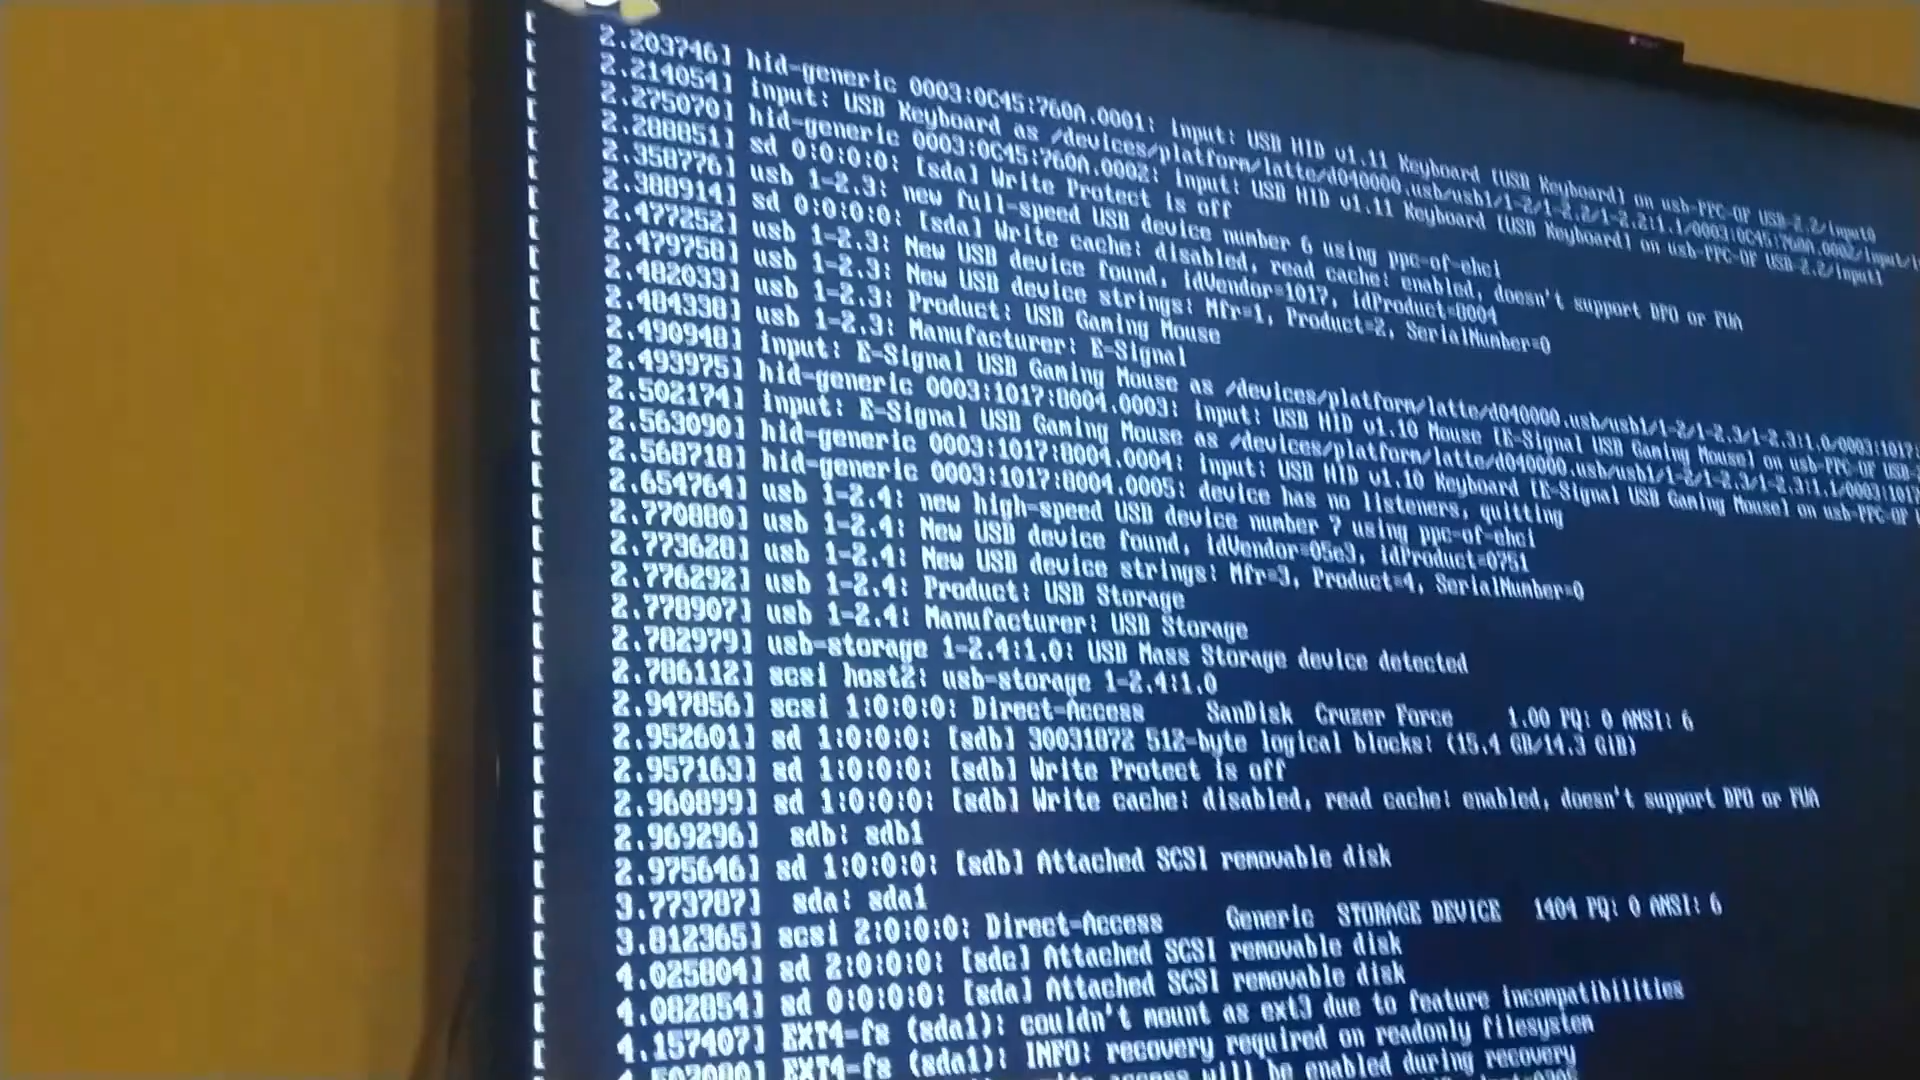 [    2.203746] hid-generic 0003:0C45:760A.0001: input: USB HID v1.11 Keyboard [USB Keyboard] on usb-PPC-OF USB-2.2/input0
[    2.214054] input: USB Keyboard as /devices/platform/latte/d040000.usb/usb1/1-2/1-2.2/1-2.2:1.1/0003:0C45:760A.0002/input/
[    2.275070] hid-generic 0003:0C45:760A.0002: input: USB HID v1.11 Keyboard [USB Keyboard] on usb-PPC-OF USB-2.2/input1
[    2.288851] sd 0:0:0:0: [sda] Write Protect is off
[    2.358776] usb 1-2.3: new full-speed USB device number 6 using ppc-of-ehci
[    2.388914] sd 0:0:0:0: [sda] Write cache: disabled, read cache: enabled, doesn't support DPO or FUA
[    2.477252] usb 1-2.3: New USB device found, idVendor=1017, idProduct=8004
[    2.479758] usb 1-2.3: New USB device strings: Mfr=1, Product=2, SerialNumber=0
[    2.482033] usb 1-2.3: Product: USB Gaming Mouse
[    2.484338] usb 1-2.3: Manufacturer: E-Signal
[    2.490948] input: E-Signal USB Gaming Mouse as /devices/platform/latte/d040000.usb/usb1/1-2/1-2.3/1-2.3:1.0/0003:1017:
[    2.493975] hid-generic 0003:1017:8004.0003: input: USB HID v1.10 Mouse [E-Signal USB Gaming Mouse] on usb-PPC-OF USB-
[    2.502174] input: E-Signal USB Gaming Mouse as /devices/platform/latte/d040000.usb/usb1/1-2/1-2.3/1-2.3:1.1/0003:1017
[    2.563090] hid-generic 0003:1017:8004.0004: input: USB HID v1.10 Keyboard [E-Signal USB Gaming Mouse] on usb-PPC-OF
[    2.568718] hid-generic 0003:1017:8004.0005: device has no listeners, quitting
[    2.654764] usb 1-2.4: new high-speed USB device number 7 using ppc-of-ehci
[    2.770880] usb 1-2.4: New USB device found, idVendor=05e3, idProduct=0751
[    2.773628] usb 1-2.4: New USB device strings: Mfr=3, Product=4, SerialNumber=0
[    2.776292] usb 1-2.4: Product: USB Storage
[    2.778907] usb 1-2.4: Manufacturer: USB Storage
[    2.782979] usb-storage 1-2.4:1.0: USB Mass Storage device detected
[    2.786112] scsi host2: usb-storage 1-2.4:1.0
[    2.947856] scsi 1:0:0:0: Direct-Access     SanDisk  Cruzer Force     1.00 PQ: 0 ANSI: 6
[    2.952601] sd 1:0:0:0: [sdb] 30031872 512-byte logical blocks: (15.4 GB/14.3 GiB)
[    2.957163] sd 1:0:0:0: [sdb] Write Protect is off
[    2.960899] sd 1:0:0:0: [sdb] Write cache: disabled, read cache: enabled, doesn't support DPO or FUA
[    2.969296]  sdb: sdb1
[    2.975646] sd 1:0:0:0: [sdb] Attached SCSI removable disk
[    3.773787]  sda: sda1
[    3.812365] scsi 2:0:0:0: Direct-Access     Generic  STORAGE DEVICE   1404 PQ: 0 ANSI: 6
[    4.025804] sd 2:0:0:0: [sdc] Attached SCSI removable disk
[    4.082854] sd 0:0:0:0: [sda] Attached SCSI removable disk
[    4.157407] EXT4-fs (sda1): couldn't mount as ext3 due to feature incompatibilities
EXT4-fs (sda1): INFO: recovery required on readonly filesystem
will be enabled during recovery